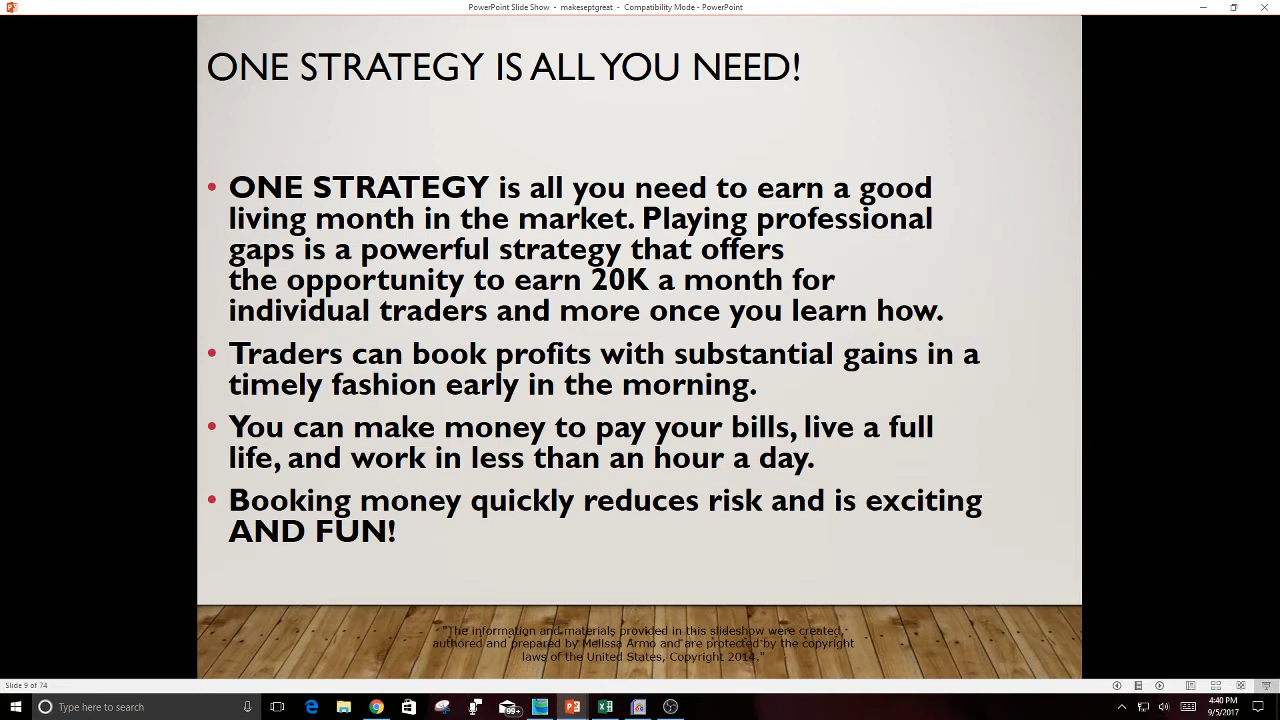 PowerPoint Slide Show - makeseptgreat - Compatibility Mode - PowerPoint
ONE STRATEGY IS ALL YOU NEED!
• ONE STRATEGY is all you need to earn a good
living month in the market. Playing professional
gaps is a powerful strategy that offers
the opportunity to earn 20K a month for
individual traders and more once you learn how.
• Traders can book profits with substantial gains in a
timely fashion early in the morning.
• You can make money to pay your bills, live a full
life, and work in less than an hour a day.
• Booking money quickly reduces risk and is exciting
AND FUN!
"The information and materials provided in this slideshow were created,
authored and prepared by Melissa Armo and are protected by the copyright
laws of the United States, Copyright 2014."
Slide 9 of 74
Type here to search
99+
4:40 PM
9/5/2017